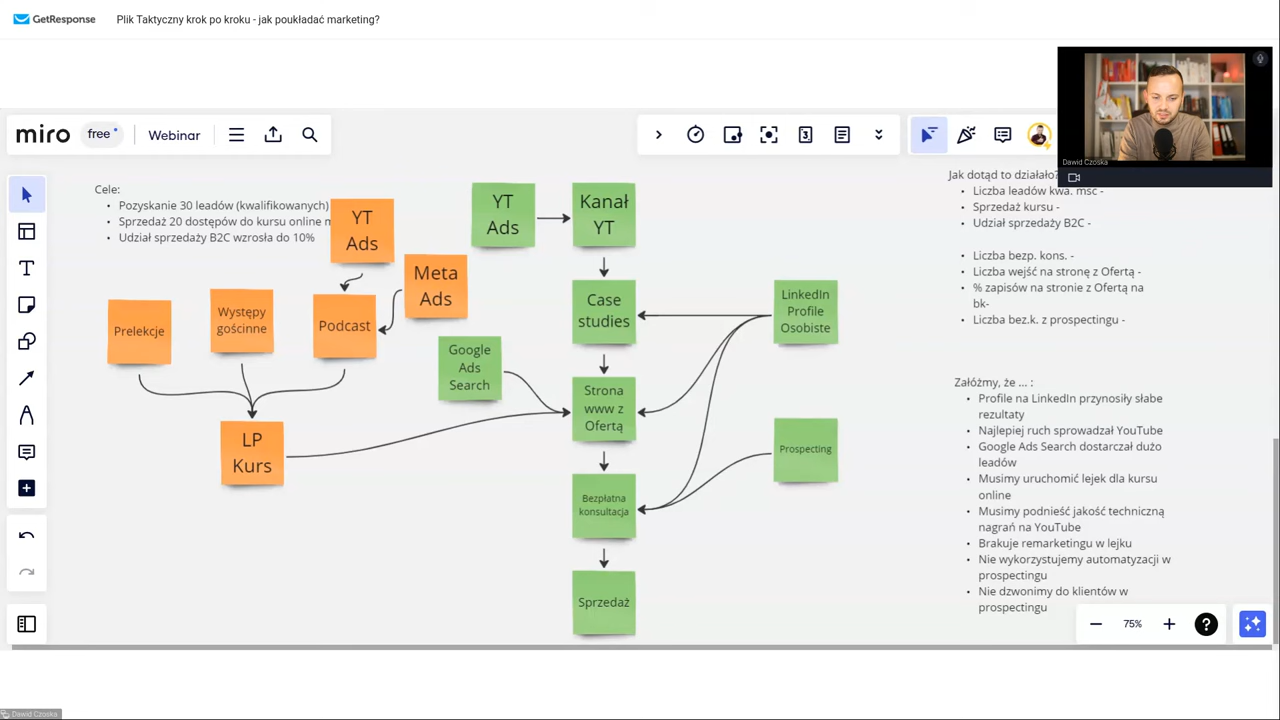 GetResponse
Plik Taktyczny krok po kroku - jak poukładać marketing?
miro
free
Webinar
3
Dawid Czoska
Cele:
Pozyskanie 30 leadów (kwalifikowanych)
Sprzedaż 20 dostępów do kursu online m
Udział sprzedaży B2C wzrosła do 10%
YT
Ads
Meta
Ads
Prelekcje
Występy
gościnne
Podcast
LP
Kurs
YT
Ads
Kanał
YT
Case
studies
Google
Ads
Search
Strona
www z
Ofertą
Bezpłatna
konsultacja
Sprzedaż
LinkedIn
Profile
Osobiste
Prospecting
Jak dotąd to działało?
Liczba leadów kwa. msc -
Sprzedaż kursu -
Udział sprzedaży B2C -
Liczba bezp. kons. -
Liczba wejść na stronę z Ofertą -
% zapisów na stronie z Ofertą na
bk-
Liczba bez.k. z prospectingu -
Załóżmy, że ... :
Profile na LinkedIn przynosiły słabe
rezultaty
Najlepiej ruch sprowadzał YouTube
Google Ads Search dostarczał dużo
leadów
Musimy uruchomić lejek dla kursu
online
Musimy podnieść jakość techniczną
nagrań na YouTube
Brakuje remarketingu w lejku
Nie wykorzystujemy automatyzacji w
prospectingu
Nie dzwonimy do klientów w
prospectingu
75%
Dawid Czoska